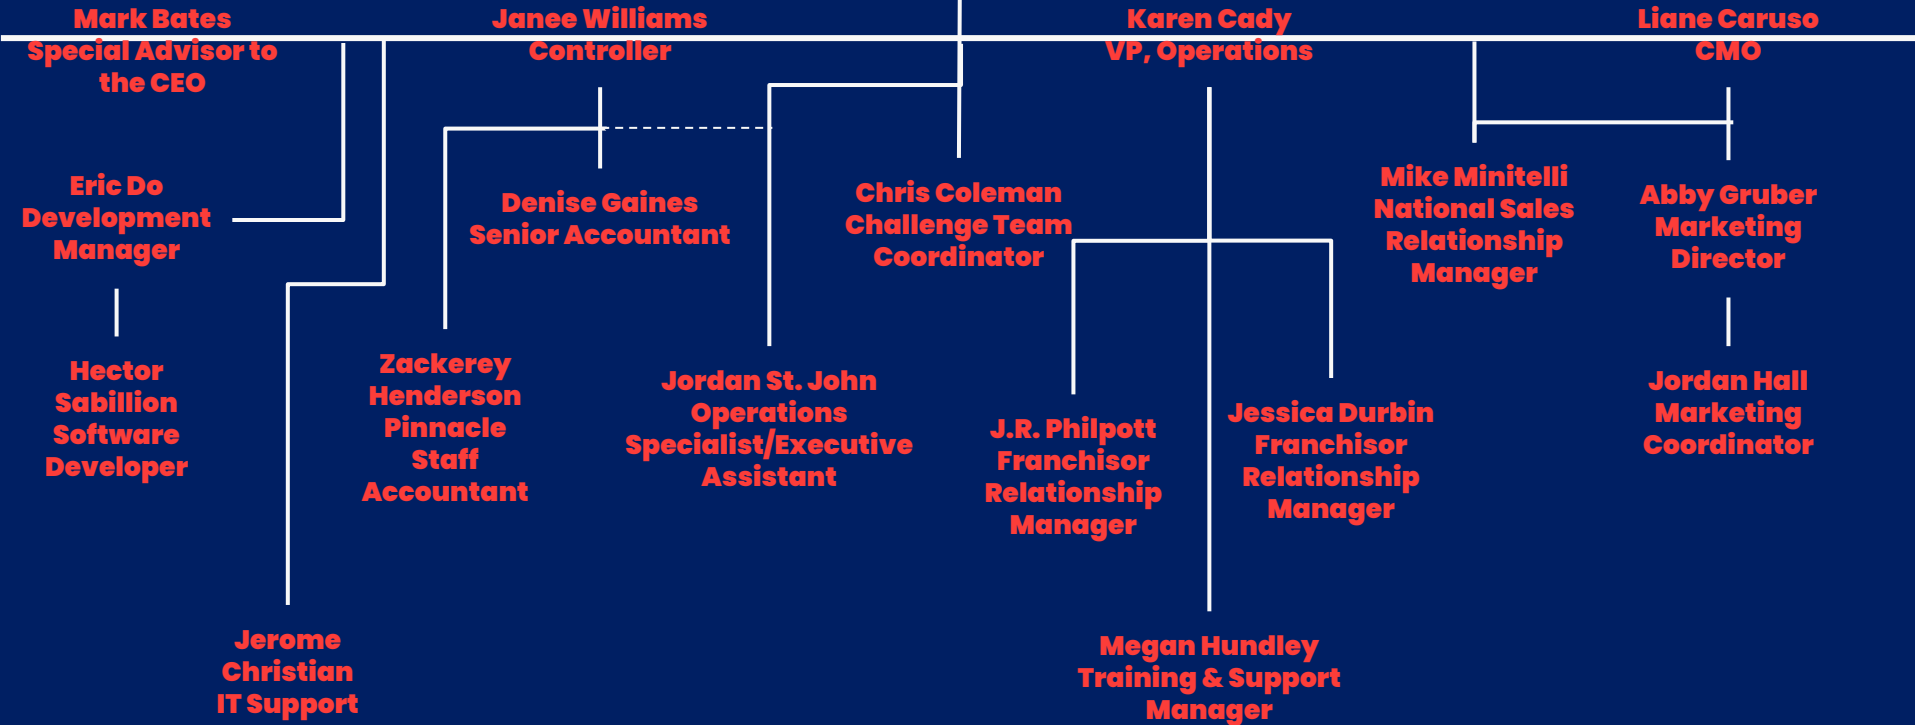 Mark Bates
Special Advisor to
the CEO
Janee Williams
Controller
Karen Cady
VP, Operations
Liane Caruso
CMO
Eric Do
Development
Manager
Denise Gaines
Senior Accountant
Chris Coleman
Challenge Team
Coordinator
Mike Minitelli
National Sales
Relationship
Manager
Abby Gruber
Marketing
Director
Hector
Sabillion
Software
Developer
Zackerey
Henderson
Pinnacle
Staff
Accountant
Jordan St. John
Operations
Specialist/Executive
Assistant
J.R. Philpott
Franchisor
Relationship
Manager
Jessica Durbin
Franchisor
Relationship
Manager
Jordan Hall
Marketing
Coordinator
Jerome
Christian
IT Support
Megan Hundley
Training & Support
Manager